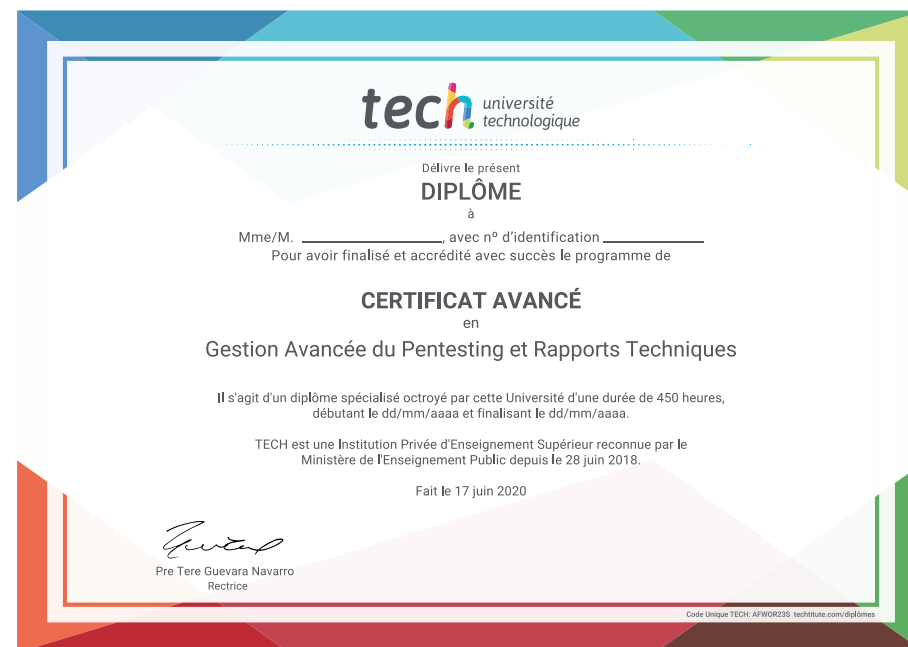 tech université
technologique
Délivre le présent
DIPLÔME
à
Mme/M. ____________, avec nº d'identification ____________
Pour avoir finalisé et accrédité avec succès le programme de
CERTIFICAT AVANCÉ
en
Gestion Avancée du Pentesting et Rapports Techniques
Il s'agit d'un diplôme spécialisé octroyé par cette Université d'une durée de 450 heures,
débutant le dd/mm/aaaa et finalisant le dd/mm/aaaa.
TECH est une Institution Privée d'Enseignement Supérieur reconnue par le
Ministère de l'Enseignement Public depuis le 28 juin 2018.
Fait le 17 juin 2020
Pre Tere Guevara Navarro
Rectrice
Code Unique TECH: AFWOR23S techtitute.com/diplômes